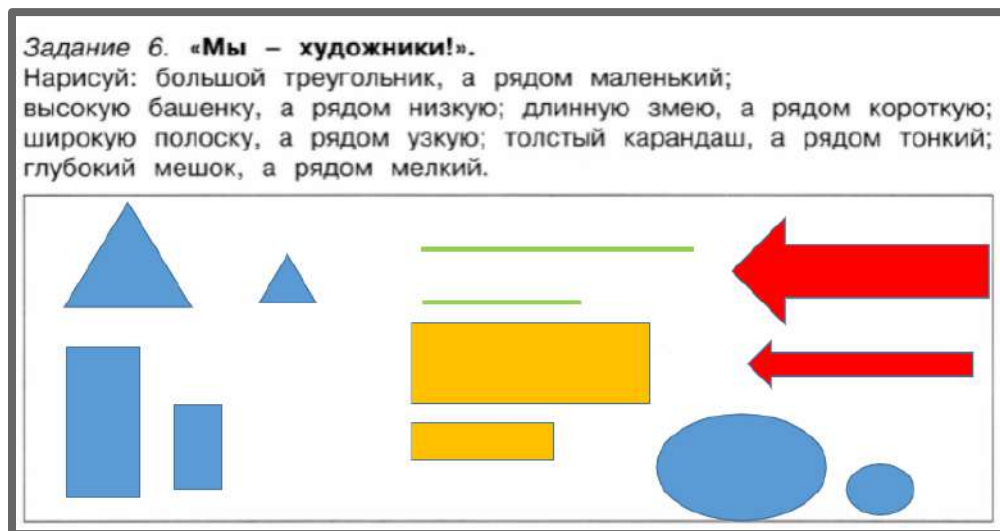 Задание 6. «Мы – художники!».
Нарисуй: большой треугольник, а рядом маленький;
высокую башенку, а рядом низкую; длинную змею, а рядом короткую;
широкую полоску, а рядом узкую; толстый карандаш, а рядом тонкий;
глубокий мешок, а рядом мелкий.